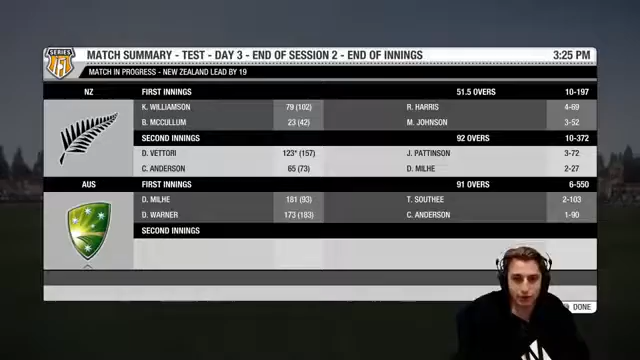 SERIES
MATCH SUMMARY - TEST - DAY 3 - END OF SESSION 2 - END OF INNINGS 3:25 PM
MATCH IN PROGRESS - NEW ZEALAND LEAD BY 19
NZ FIRST INNINGS 51.5 OVERS 10-197
K. WILLIAMSON 79 (102) R. HARRIS 4-69
B. MCCULLUM 23 (42) M. JOHNSON 3-52
SECOND INNINGS 92 OVERS 10-372
D. VETTORI 123* (157) J. PATTINSON 3-72
C. ANDERSON 65 (73) D. MILHE 2-27
AUS FIRST INNINGS 91 OVERS 6-550
D. MILHE 181 (93) T. SOUTHEE 2-103
D. WARNER 173 (183) C. ANDERSON 1-90
SECOND INNINGS
DONE